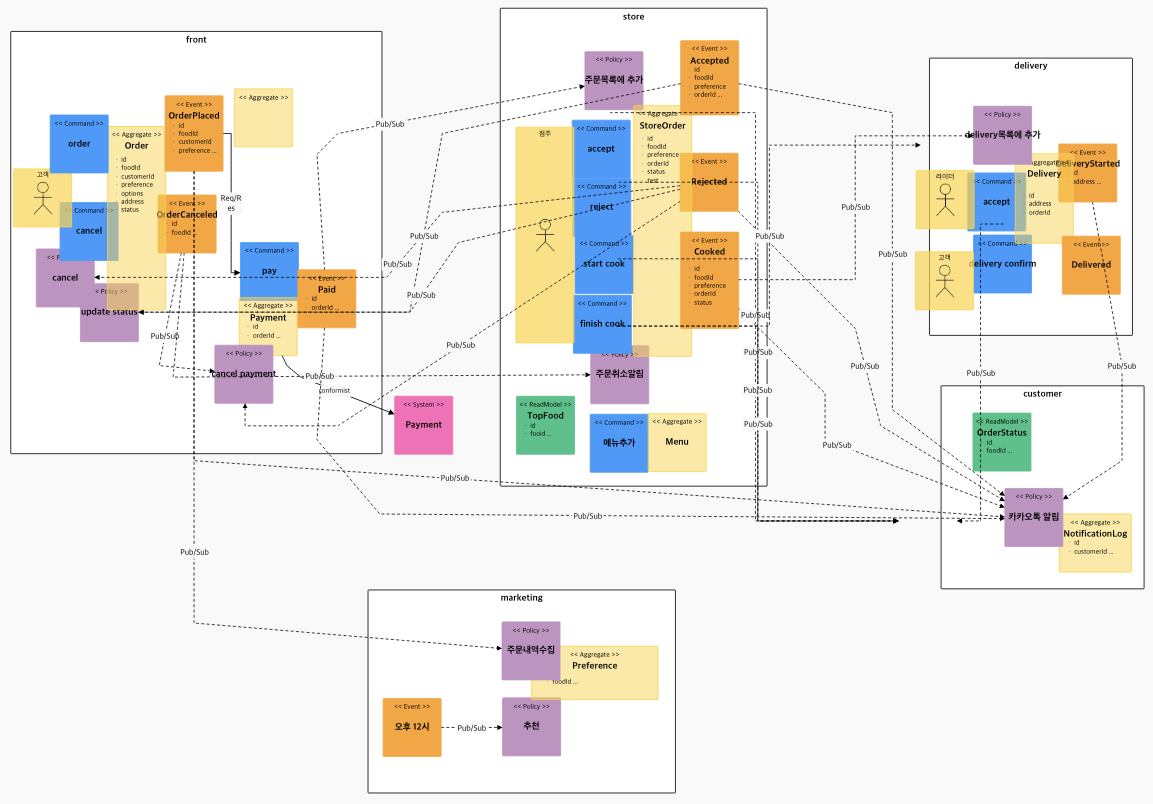 front
<< Command >>
order
<< Event >>
OrderPlaced
· id
· foodId
· customerId
· preference ...
<< Aggregate >>
<< Aggregate >>
Order
· id
· foodId
· customerId
· preference
· options
· address
· status
고객
Command
cancel
<< Event >>
OrderCanceled
· id
· foodId ...
Req/R
es
cancel
Policy
update status
<< Command >>
pay
Event
Paid
· id
· orderId ...
<< Aggregate >>
Payment
· id
· orderId ...
<< Policy >>
cancel payment
Pub/Sub
Pub/Sub
conformist
<< System >>
Payment
Pub/Sub
Pub/Sub
Pub/Sub
Pub/Sub
Pub/Sub
Pub/Sub
Pub/Sub
Pub/Sub
store
<< Policy >>
주문목록에 추가
<< Event >>
Accepted
· id
· foodId
· preference
· orderId ...
점주
<< Command >>
accept
<< Aggregate
StoreOrder
· id
· foodId
· preference
· orderId
· status
· test
<< Command >>
reject
<< Event >>
Rejected
<< Command >>
start cook
<< Event >>
Cooked
· id
· foodId
· preference
· orderId
· status
<< Command >>
finish cook
<< Policy >>
주문취소알림
<< ReadModel >>
TopFood
· id
· fooid ...
<< Command >>
메뉴추가
<< Aggregate >>
Menu
Pub/Sub
Pub/Sub
Pub/Sub
Pub/Sub
Pub/Sub
Pub/Sub
Pub/Sub
delivery
<< Policy >>
delivery목록에 추가
<< Event >>
DeliveryStarted
· id
· address ...
Aggregate
Delivery
· id
· address
· orderId
라이더
<< Command >>
accept
고객
<< Command >>
delivery confirm
<< Event >>
Delivered
Pub/Sub
Pub/Sub
Pub/Sub
customer
<< ReadModel >>
OrderStatus
· id
· foodId ...
<< Policy >>
카카오톡 알림
<< Aggregate >>
NotificationLog
· id
· customerId ...
marketing
<< Policy >>
주문내역수집
<< Aggregate >>
Preference
· foodId ...
<< Event >>
오후 12시
Pub/Sub
<< Policy >>
추천